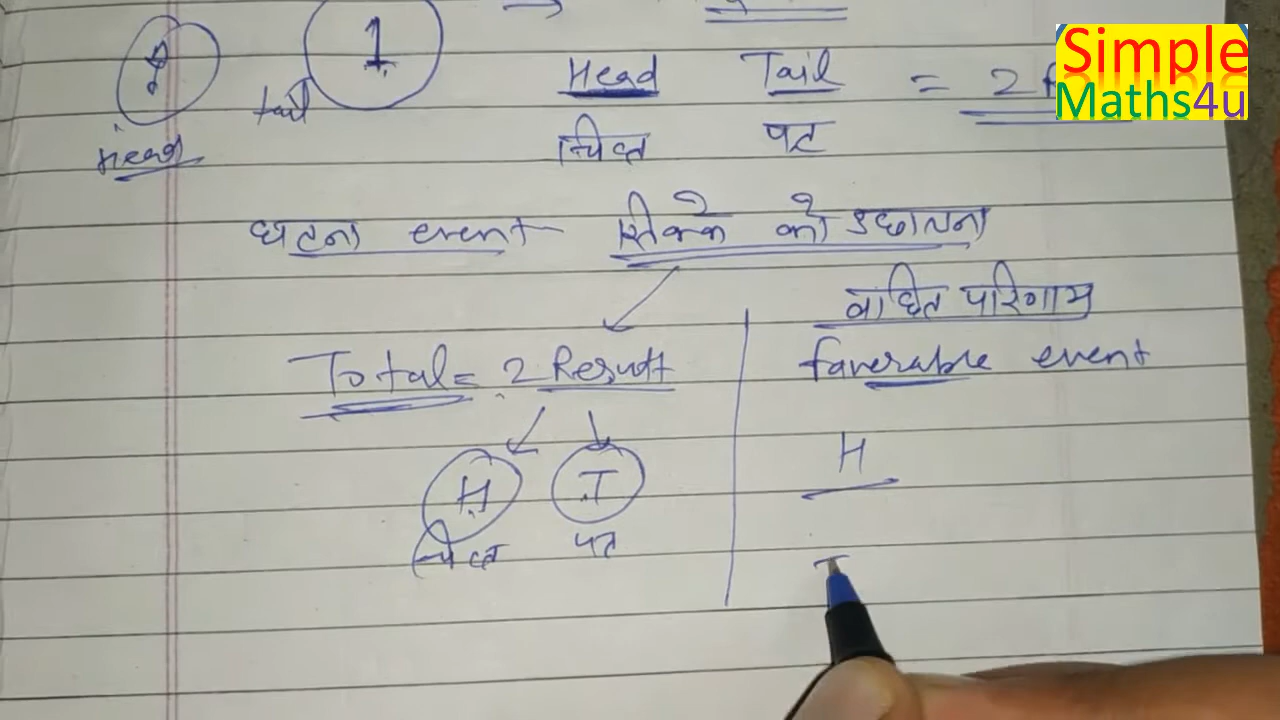 Simple
Maths4u
1
Head
tail
Head Tail = 2
चित्त पट
घटना event सिक्के को उछालना
Total = 2 Result
वांछित परिणाम
faverable event
H T
चित्त पट
H
T